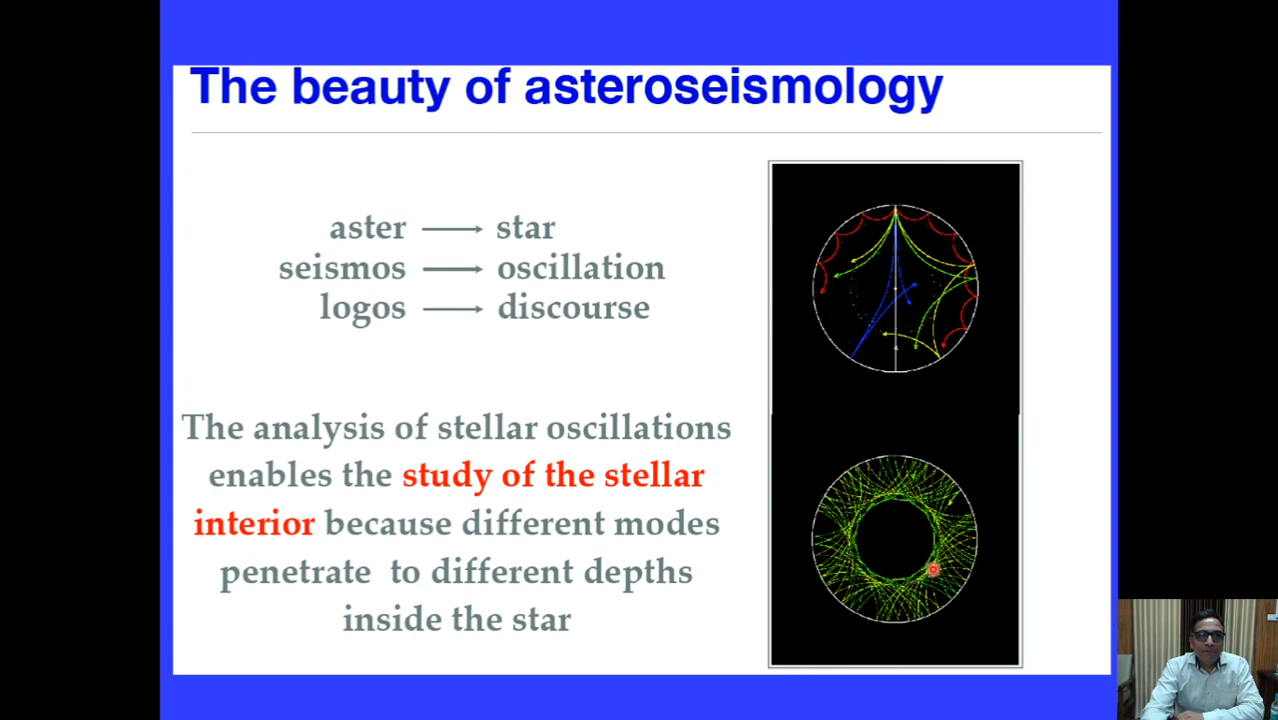 The beauty of asteroseismology
aster → star
seismos → oscillation
logos → discourse
The analysis of stellar oscillations
enables the study of the stellar
interior because different modes
penetrate to different depths
inside the star